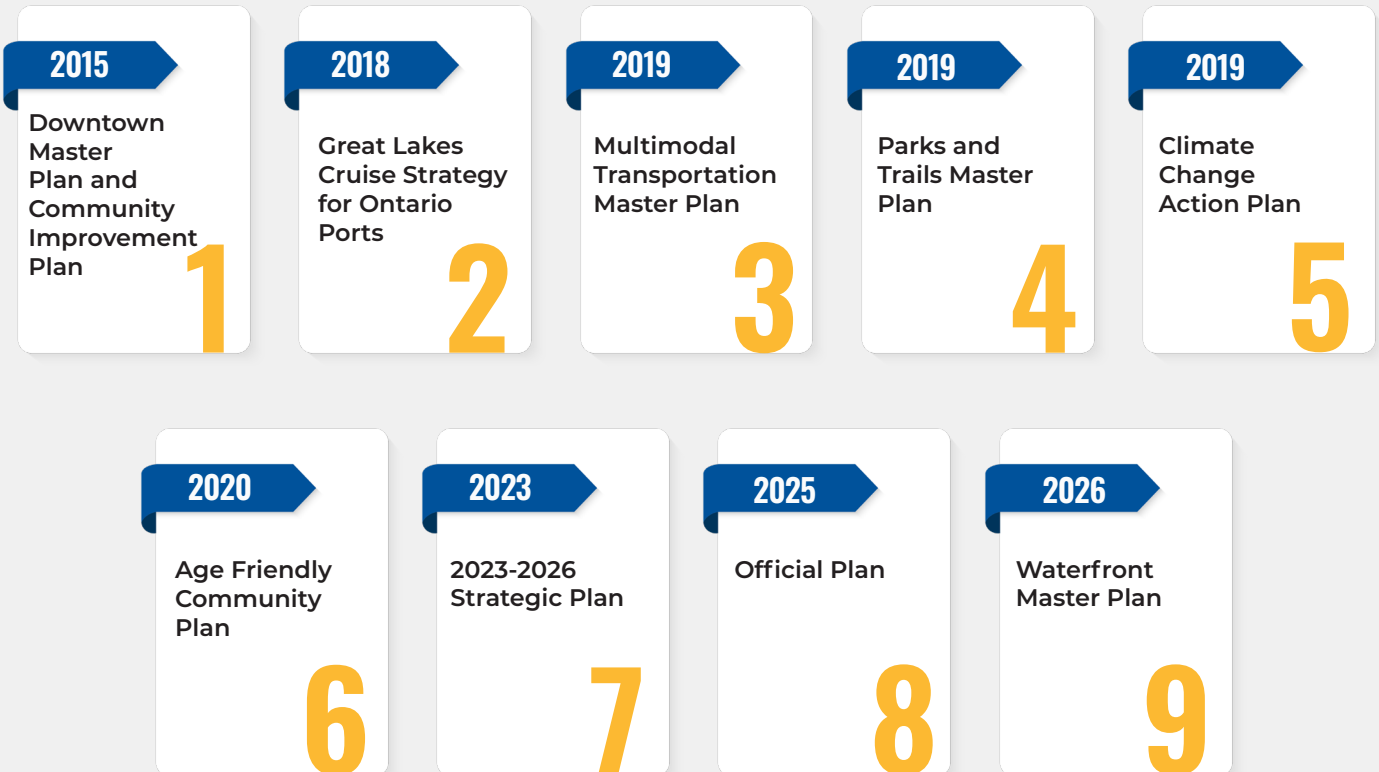 2015
Downtown
Master
Plan and
Community
Improvement
Plan
1
2018
Great Lakes
Cruise Strategy
for Ontario
Ports
2
2019
Multimodal
Transportation
Master Plan
3
2019
Parks and
Trails Master
Plan
4
2019
Climate
Change
Action Plan
5
2020
Age Friendly
Community
Plan
6
2023
2023-2026
Strategic Plan
7
2025
Official Plan
8
2026
Waterfront
Master Plan
9